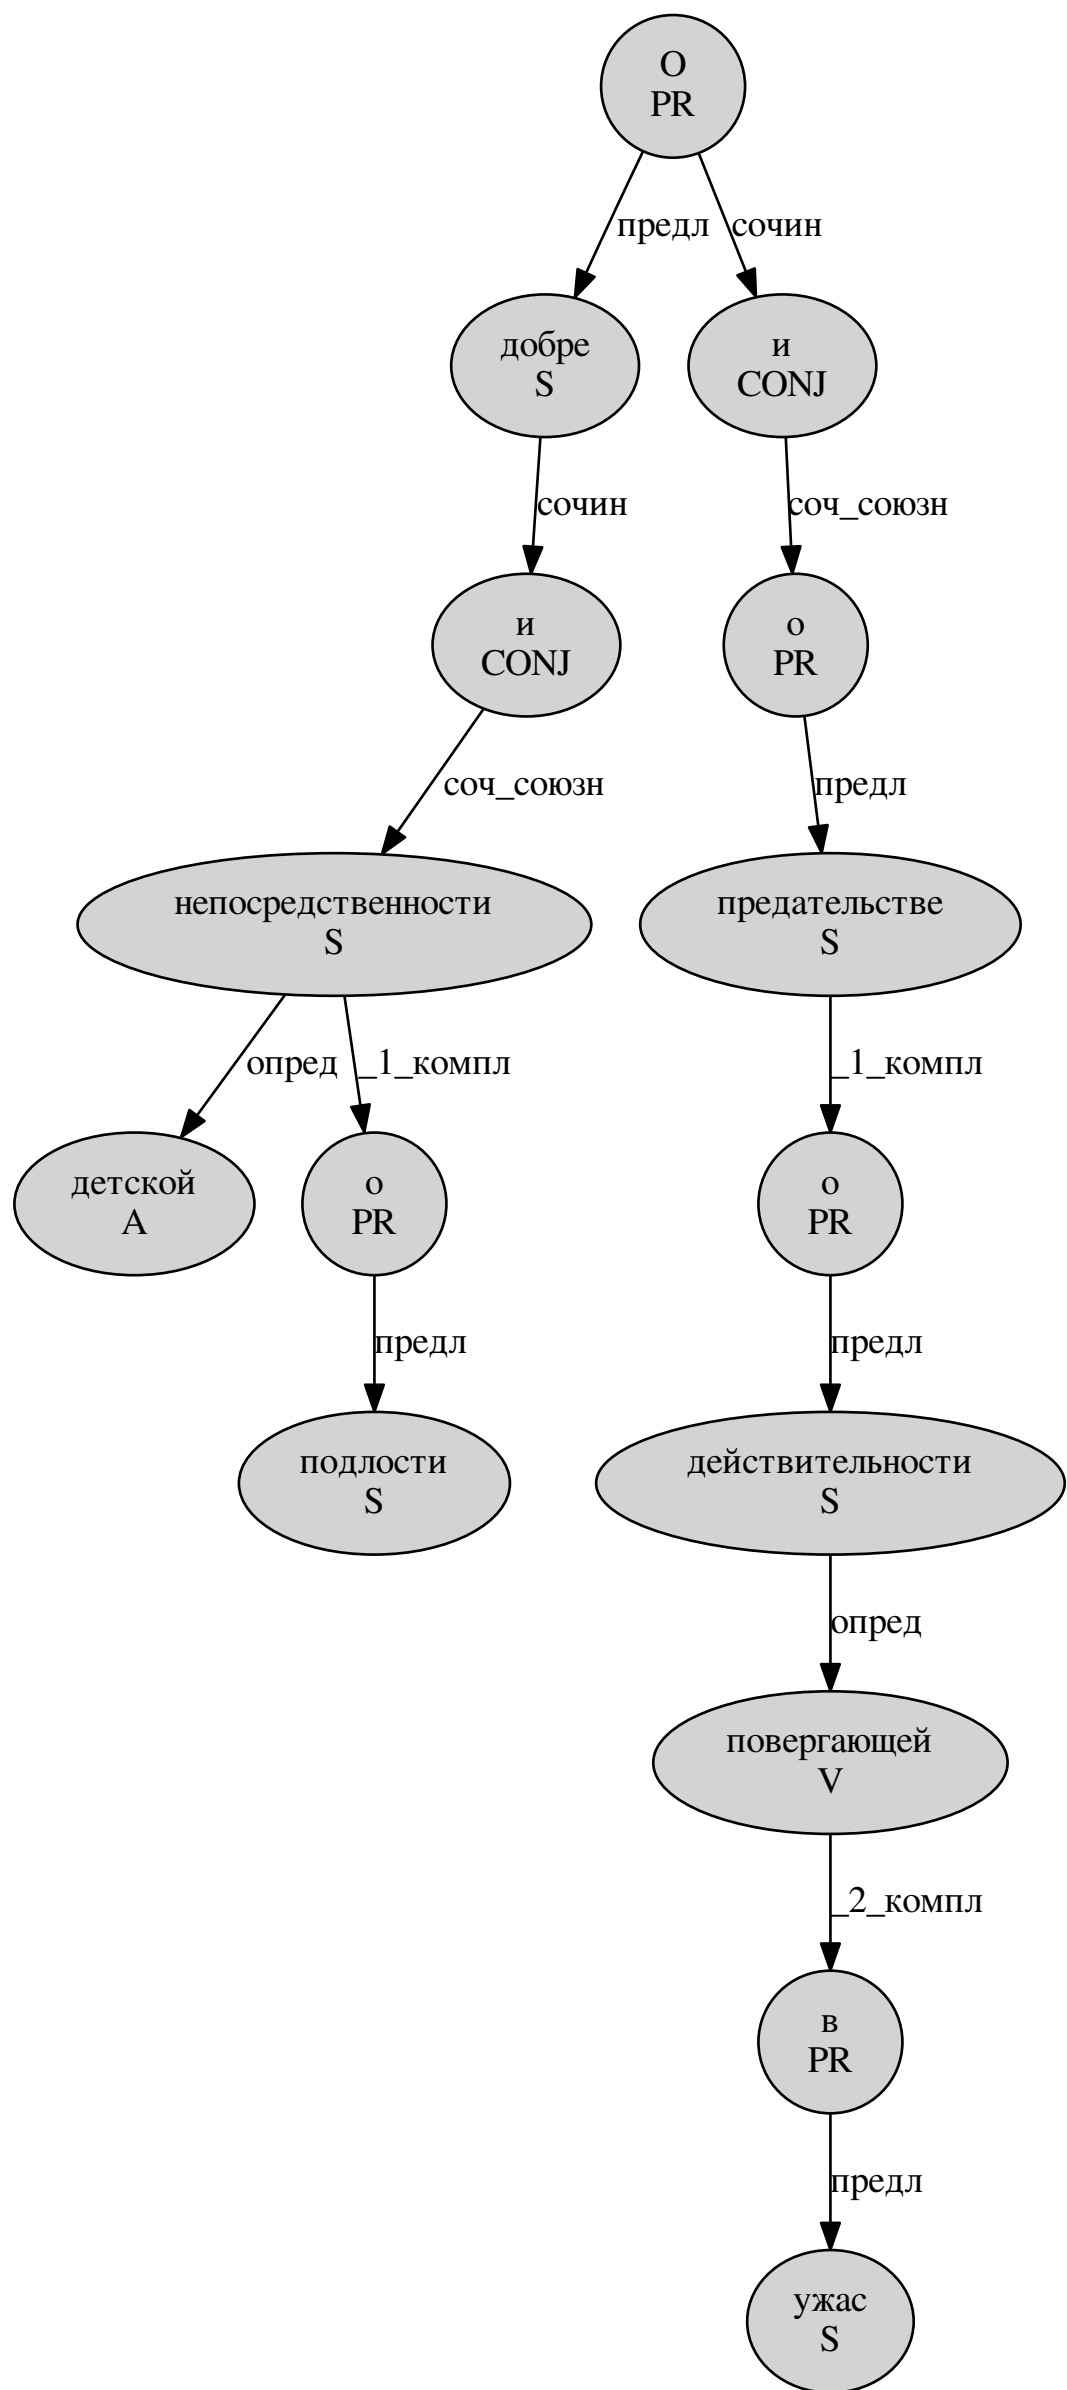 О
PR
предл
сочин
добре
S
и
CONJ
сочин
соч_союзн
и
CONJ
о
PR
соч_союзн
предл
непосредственности
S
предательстве
S
опред
_1_компл
_1_компл
детской
A
о
PR
о
PR
предл
предл
подлости
S
действительности
S
опред
повергающей
V
_2_компл
в
PR
предл
ужас
S